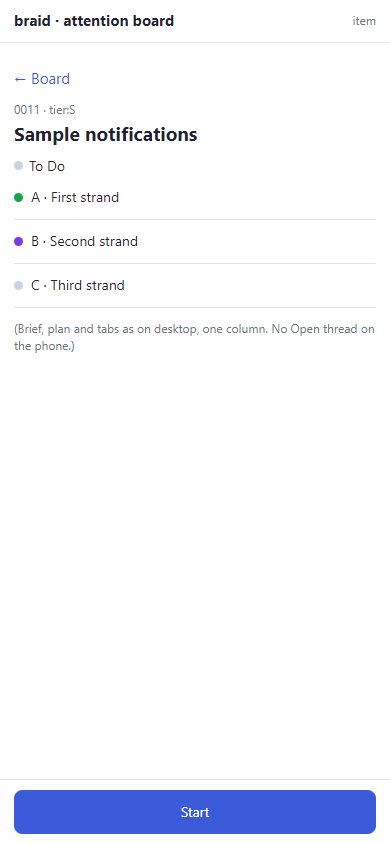 braid · attention board
item
← Board
0011 · tier:S
Sample notifications
To Do
A · First strand
B · Second strand
C · Third strand
(Brief, plan and tabs as on desktop, one column. No Open thread on
the phone.)
Start